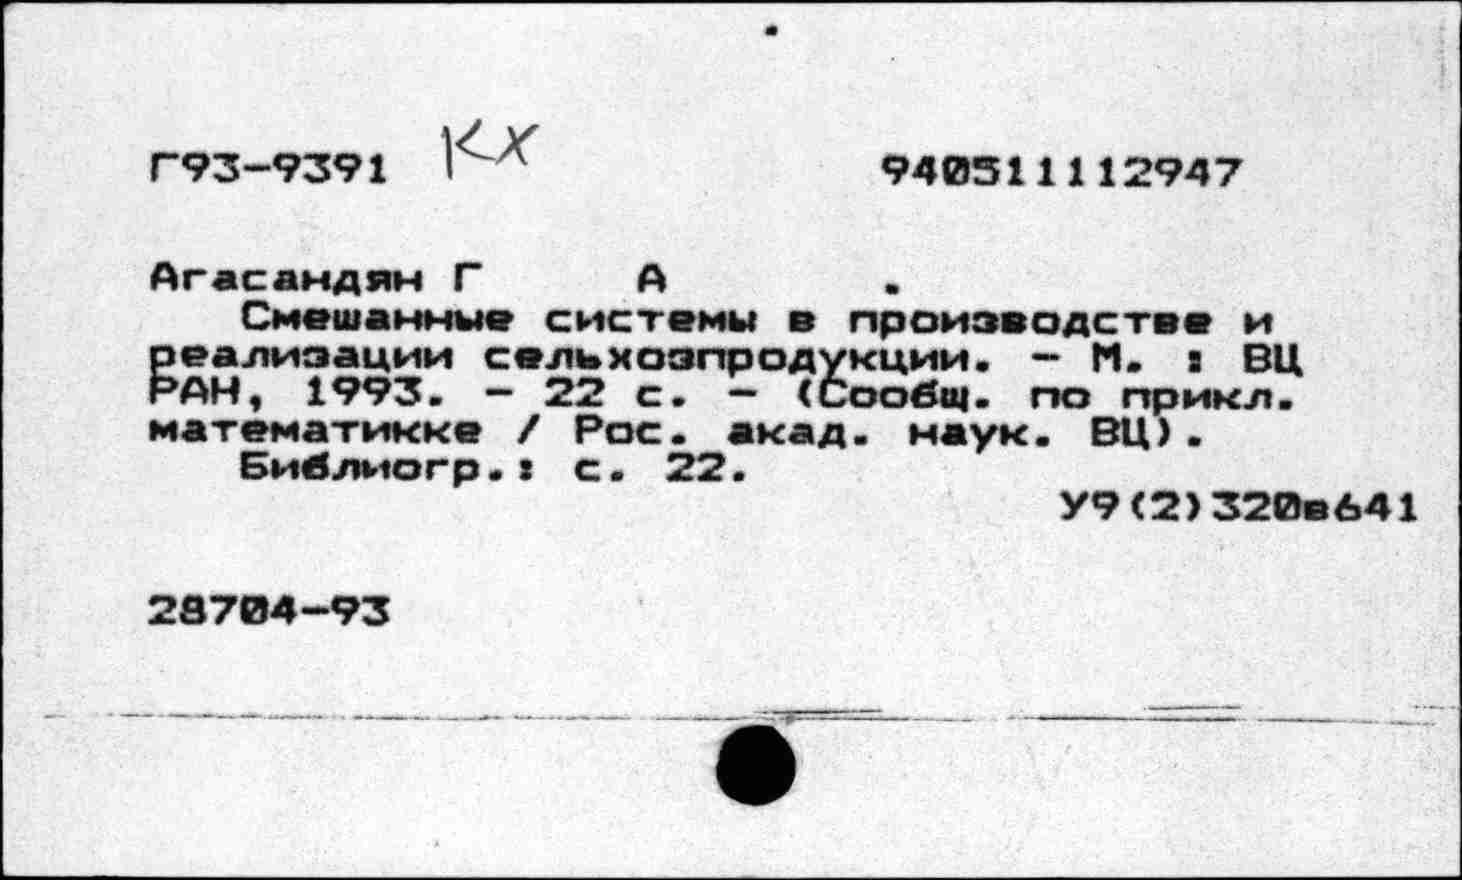 Г93-9391 КХ 940511112947
Агасандян Г А .
Смешанные системы в производстве и
реализации сельхозпродукции. - М. : ВЦ
РАН, 1993. - 22 с. - (Сообщ. по прикл.
математикке / Рос. акад. наук. ВЦ).
Библиогр.: с. 22.
У9(2)320в641
28704-93